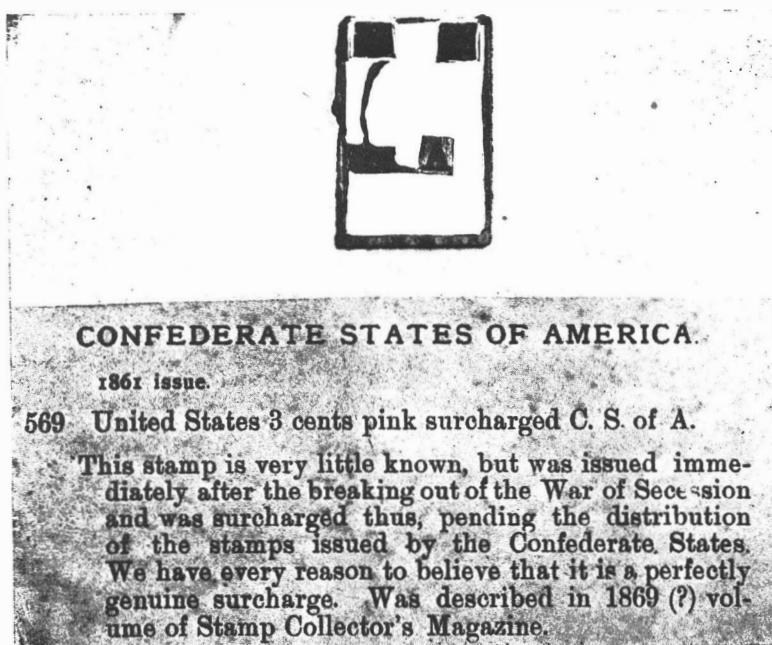 A
CONFEDERATE STATES OF AMERICA.
1861 issue.
569 United States 3 cents pink surcharged C. S. of A.
This stamp is very little known, but was issued imme-
diately after the breaking out of the War of Secession
and was surcharged thus, pending the distribution
of the stamps issued by the Confederate States.
We have every reason to believe that it is a perfectly
genuine surcharge. Was described in 1869 (?) vol-
ume of Stamp Collector's Magazine.